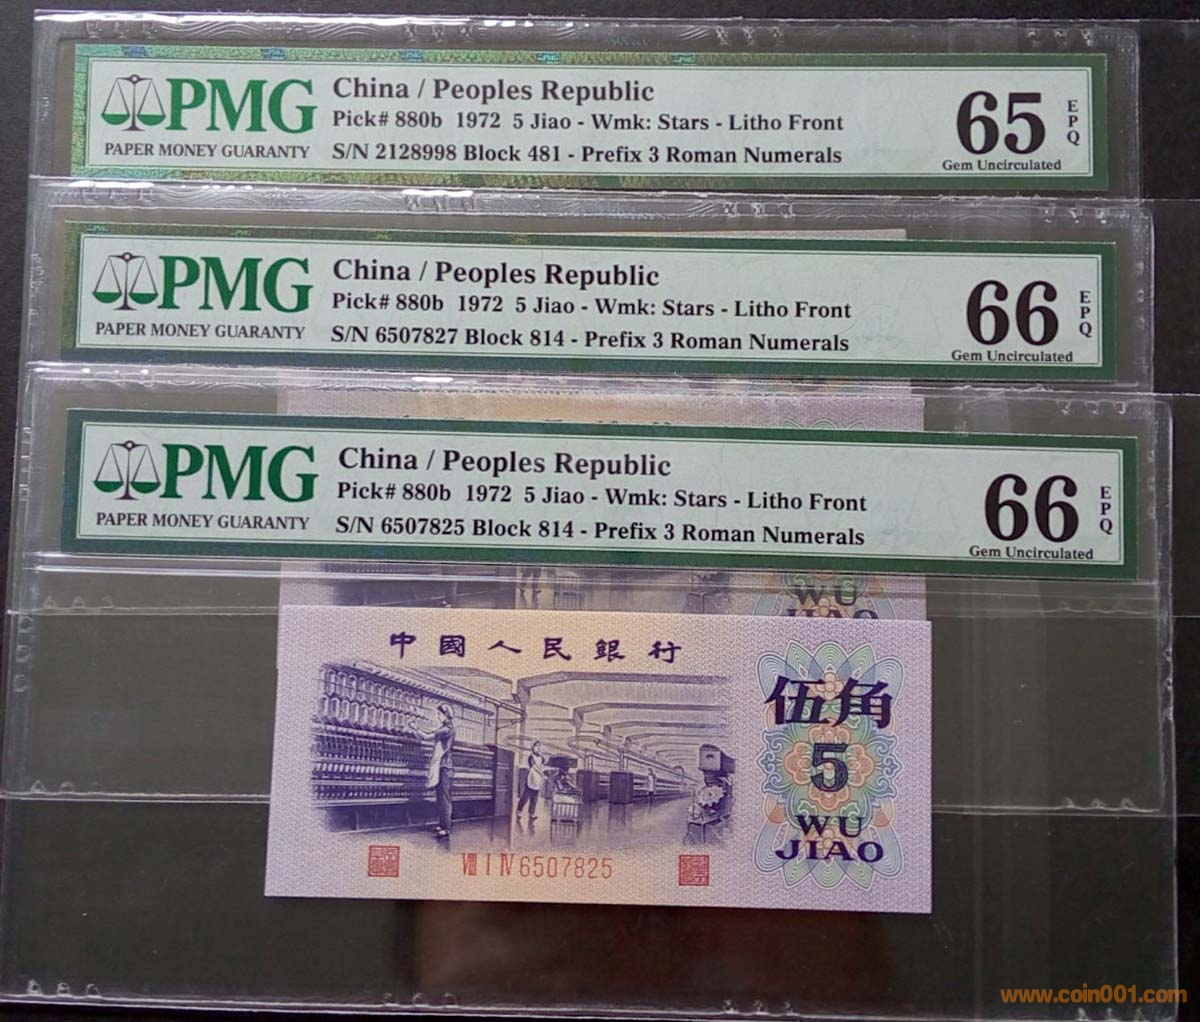 PMG
PAPER MONEY GUARANTY
China / Peoples Republic
Pick# 880b 1972 5 Jiao - Wmk: Stars - Litho Front
S/N 2128998 Block 481 - Prefix 3 Roman Numerals
65
EPQ
Gem Uncirculated
PMG
PAPER MONEY GUARANTY
China / Peoples Republic
Pick# 880b 1972 5 Jiao - Wmk: Stars - Litho Front
S/N 6507827 Block 814 - Prefix 3 Roman Numerals
66
EPQ
Gem Uncirculated
PMG
PAPER MONEY GUARANTY
China / Peoples Republic
Pick# 880b 1972 5 Jiao - Wmk: Stars - Litho Front
S/N 6507825 Block 814 - Prefix 3 Roman Numerals
66
EPQ
Gem Uncirculated
WU
JIAO
中國人民銀行
伍角
5
WU
JIAO
VIII I IV 6507825
www.coin001.com